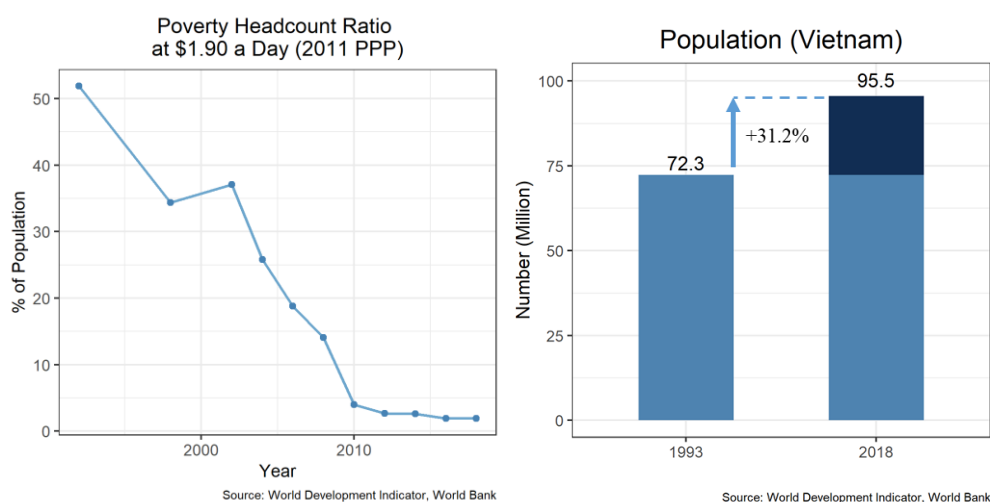 Poverty Headcount Ratio
at $1.90 a Day (2011 PPP)
% of Population
50
40
30
20
10
0
2000
2010
Year
Source: World Development Indicator, World Bank
Population (Vietnam)
Number (Million)
100
75
50
25
0
72.3
+31.2%
95.5
1993
2018
Source: World Development Indicator, World Bank